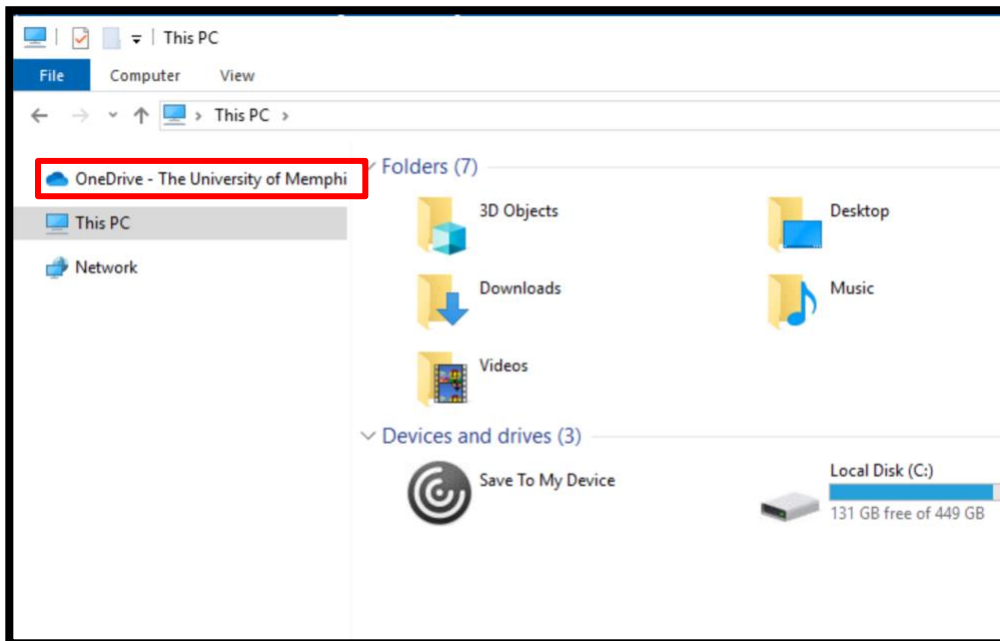 This PC
File Computer View
This PC
OneDrive - The University of Memphi
This PC
Network
Folders (7)
3D Objects
Desktop
Downloads
Music
Videos
Devices and drives (3)
Save To My Device
Local Disk (C:)
131 GB free of 449 GB